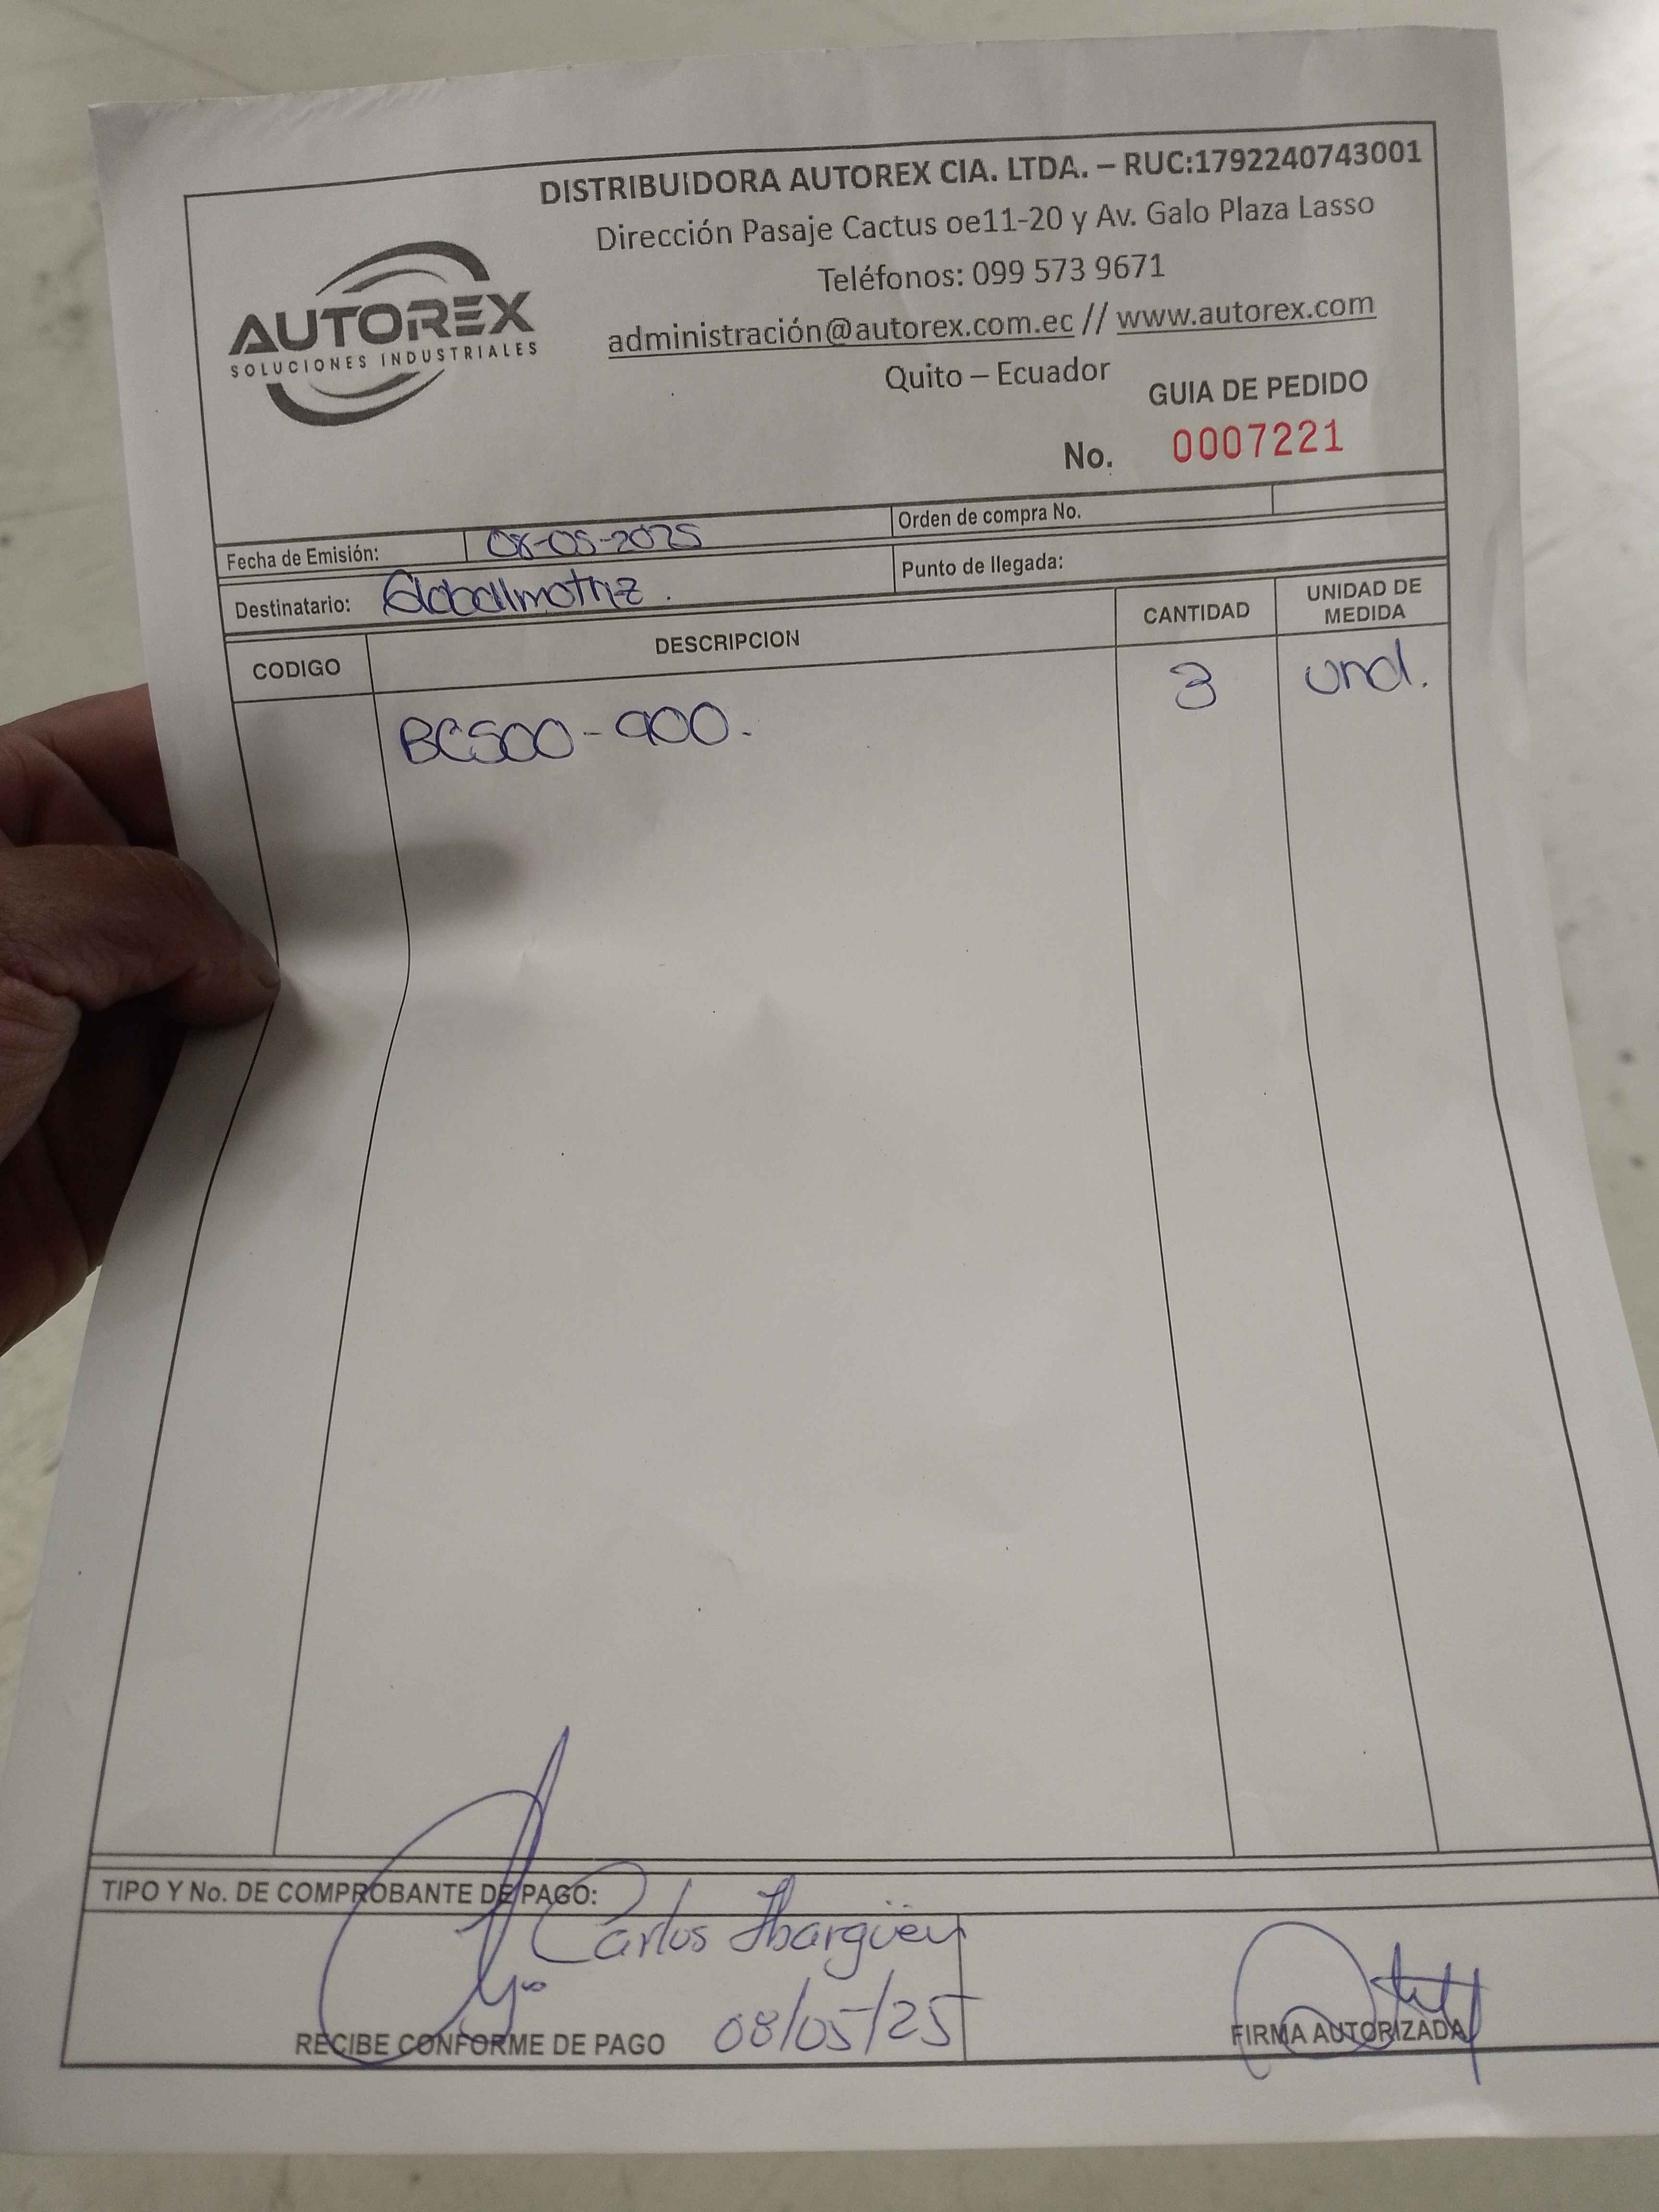 DISTRIBUIDORA AUTOREX CIA. LTDA. – RUC:1792240743001
Dirección Pasaje Cactus oe11-20 y Av. Galo Plaza Lasso
Teléfonos: 099 573 9671
administración@autorex.com.ec // www.autorex.com
Quito – Ecuador
AUTOREX
SOLUCIONES INDUSTRIALES
GUIA DE PEDIDO
No. 0007221
Fecha de Emisión: 08-05-2025
Orden de compra No.
Destinatario: Globalmotriz.
Punto de llegada:
CODIGO DESCRIPCION CANTIDAD UNIDAD DE MEDIDA
BC500-900. 3 und.
TIPO Y No. DE COMPROBANTE DE PAGO:
Carlos Ibargüey
RECIBE CONFORME DE PAGO 08/05/25
FIRMA AUTORIZADA